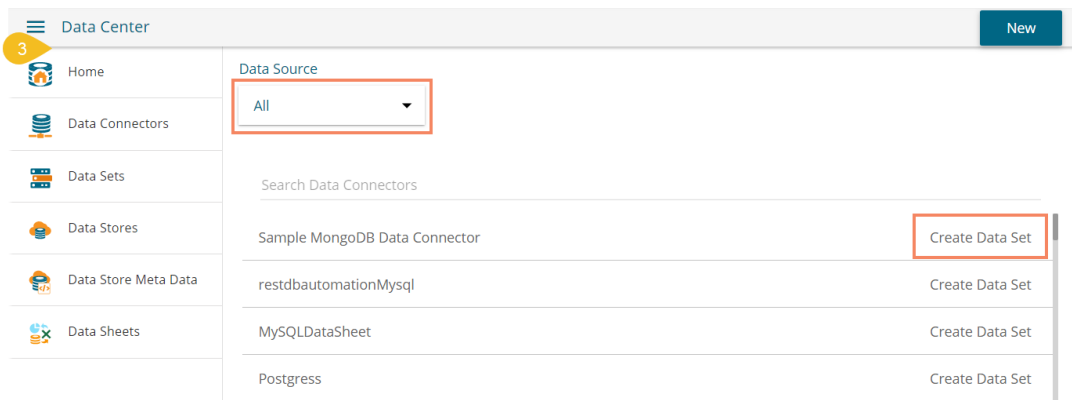 Data Center
New
3
Home
Data Connectors
Data Sets
Data Stores
Data Store Meta Data
Data Sheets
Data Source
All
Search Data Connectors
Sample MongoDB Data Connector Create Data Set
restdbautomationMysql Create Data Set
MySQLDataSheet Create Data Set
Postgress Create Data Set